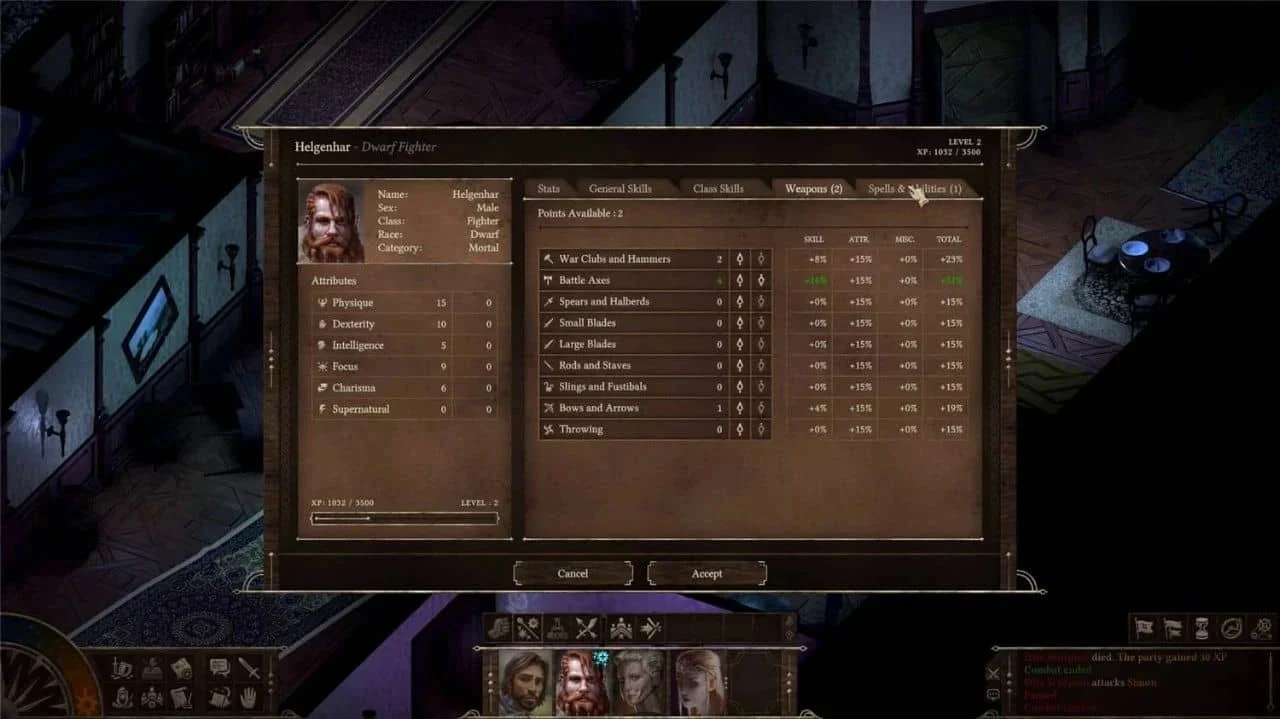 Helgenhar - Dwarf Fighter
LEVEL 2
XP: 1032 / 3500
Name: Helgenhar
Sex: Male
Class: Fighter
Race: Dwarf
Category: Mortal
Attributes
Physique 15 0
Dexterity 10 0
Intelligence 5 0
Focus 9 0
Charisma 6 0
Supernatural 0 0
XP: 1032 / 3500 LEVEL : 2
Stats General Skills Class Skills Weapons (2) Spells & (1)
Points Available : 2
SKILL ATTR. MISC. TOTAL
War Clubs and Hammers 2 +8% +15% +0% +23%
Battle Axes +16% +15% +0%
Spears and Halberds 0 +0% +15% +0% +15%
Small Blades 0 +0% +15% +0% +15%
Large Blades 0 +0% +15% +0% +15%
Rods and Staves 0 +0% +15% +0% +15%
Slings and Fustibals 0 +0% +15% +0% +15%
Bows and Arrows 1 +4% +15% +0% +19%
Throwing 0 +0% +15% +0% +15%
Cancel Accept
died. The party gained 30 XP
Combat ended
attacks Simon
Paused